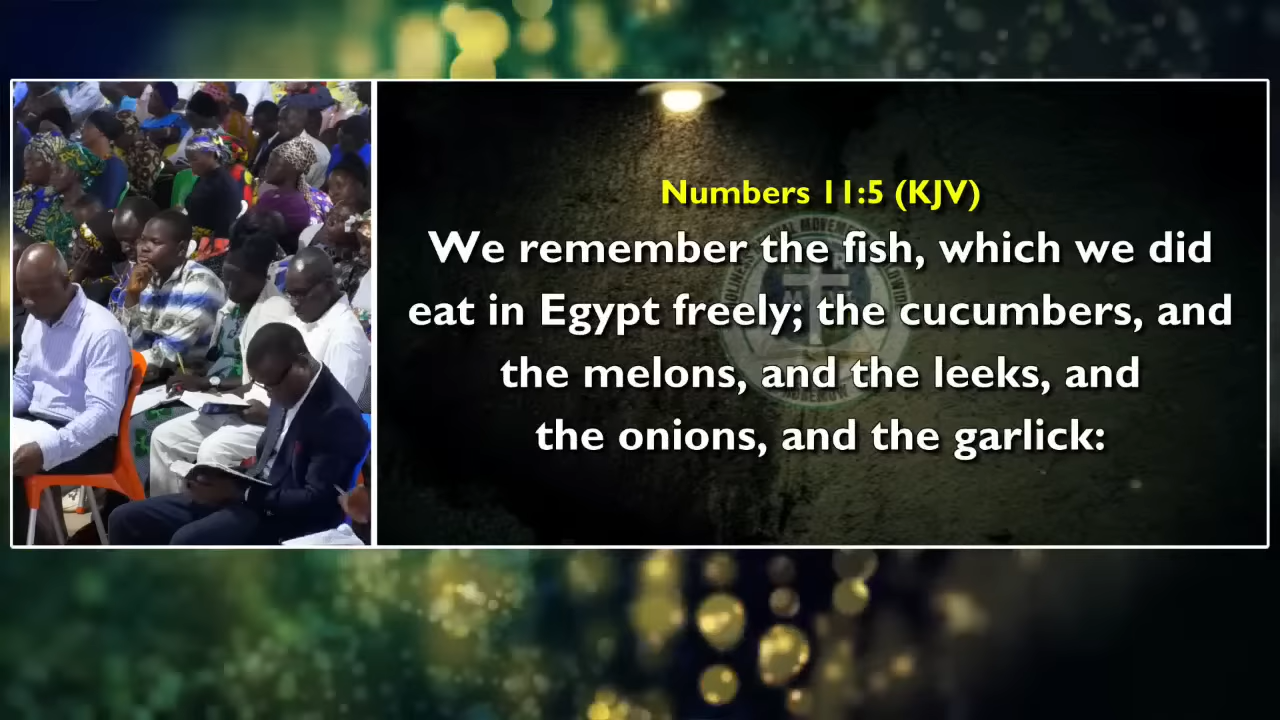 Numbers 11:5 (KJV)
We remember the fish, which we did
eat in Egypt freely; the cucumbers, and
the melons, and the leeks, and
the onions, and the garlick: